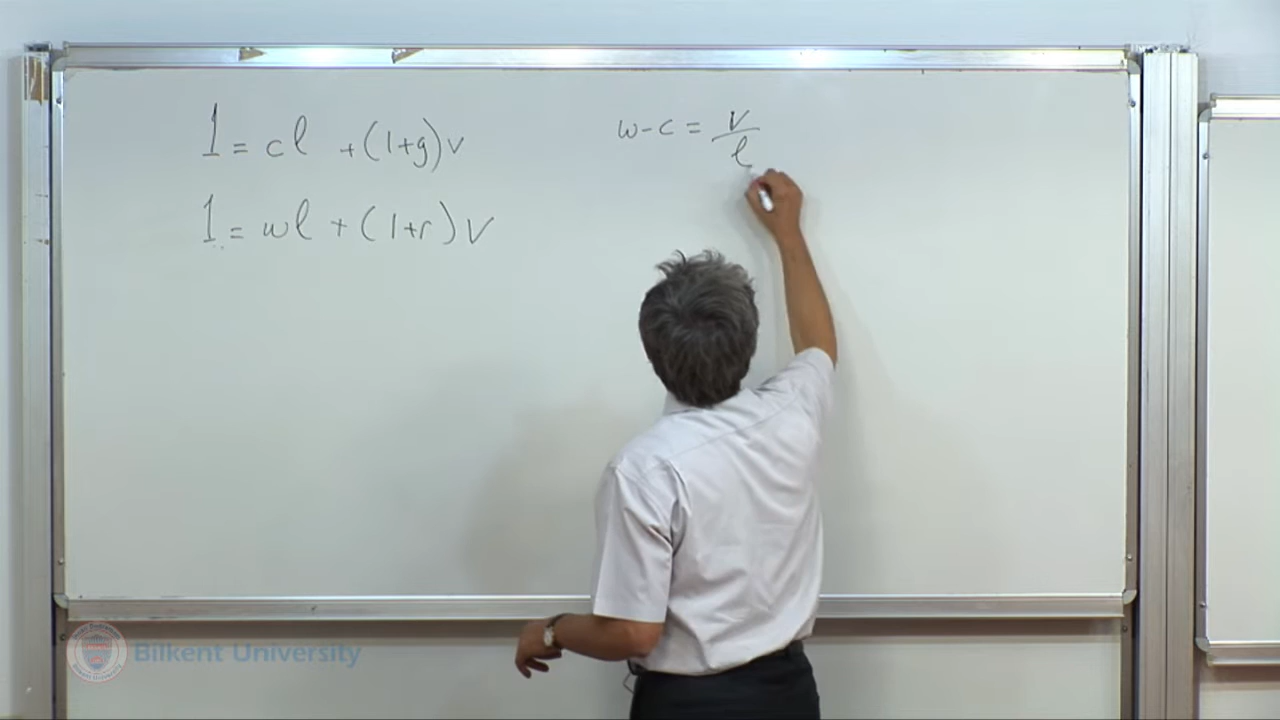 1 = cl + (1+g)v
1 = wl + (1+r)v
w-c = v/l
Bilkent University